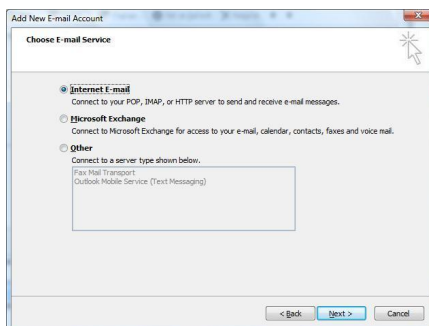 Add New E-mail Account
Choose E-mail Service
Internet E-mail
Connect to your POP, IMAP, or HTTP server to send and receive e-mail messages.
Microsoft Exchange
Connect to Microsoft Exchange for access to your e-mail, calendar, contacts, faxes and voice mail.
Other
Connect to a server type shown below.
Fax Mail Transport
Outlook Mobile Service (Text Messaging)
< Back
Next >
Cancel